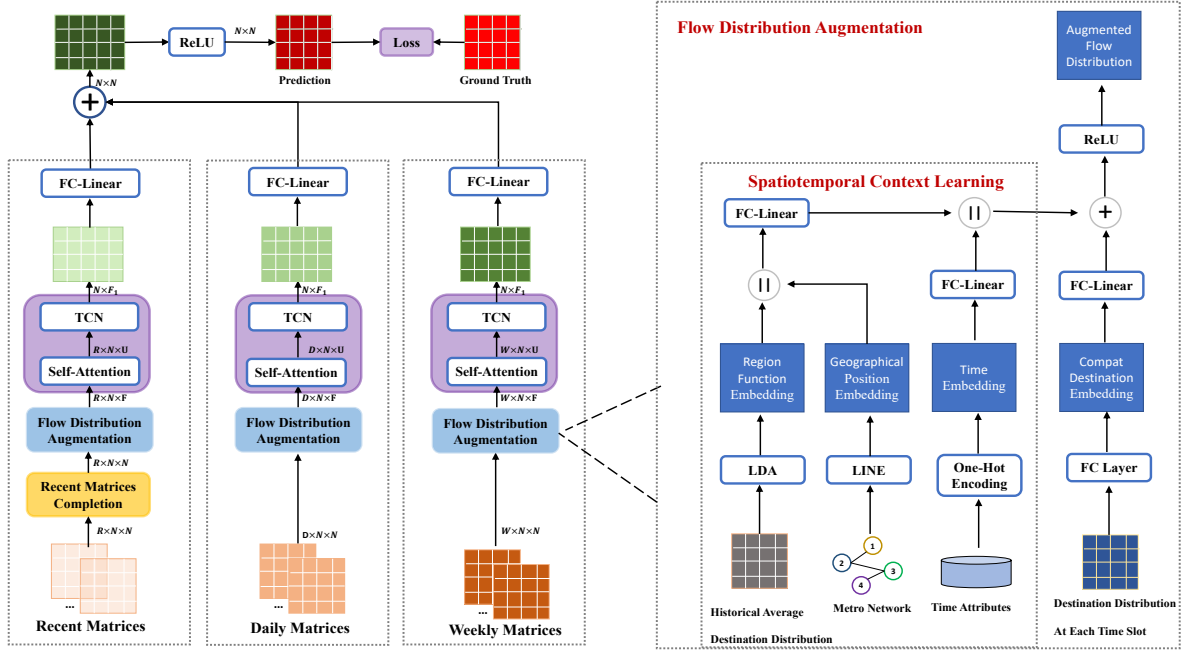 N×N
ReLU
N×N
Prediction
Loss
Ground Truth
+
FC-Linear
N×F₁
TCN
R×N×U
Self-Attention
R×N×F
Flow Distribution
Augmentation
R×N×N
Recent Matrices
Completion
R×N×N
...
Recent Matrices
FC-Linear
N×F₁
TCN
D×N×U
Self-Attention
D×N×F
Flow Distribution
Augmentation
D×N×N
...
Daily Matrices
FC-Linear
N×F₁
TCN
W×N×U
Self-Attention
W×N×F
Flow Distribution
Augmentation
W×N×N
...
Weekly Matrices
Flow Distribution Augmentation
Augmented
Flow
Distribution
ReLU
Spatiotemporal Context Learning
FC-Linear
||
+
||
FC-Linear
FC-Linear
Region
Function
Embedding
Geographical
Position
Embedding
Time
Embedding
Compat
Destination
Embedding
LDA
LINE
One-Hot
Encoding
FC Layer
1
2
3
4
Historical Average
Destination Distribution
Metro Network
Time Attributes
Destination Distribution
At Each Time Slot